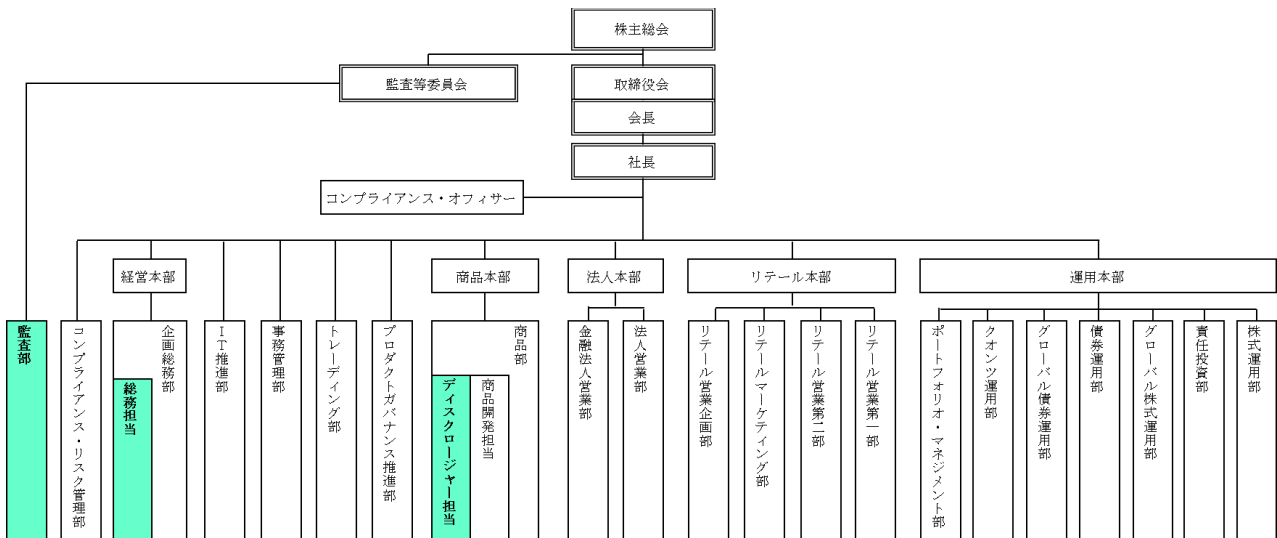 株主総会
監査等委員会
取締役会
会長
社長
コンプライアンス・オフィサー
経営本部
商品本部
法人本部
リテール本部
運用本部
監査部
コンプライアンス・リスク管理部
企画総務部
総務担当
IT推進部
事務管理部
トレーディング部
プロダクトガバナンス推進部
商品部
商品開発担当
ディスクロージャー担当
金融法人営業部
法人営業部
リテール営業企画部
リテールマーケティング部
リテール営業第二部
リテール営業第一部
ポートフォリオ・マネジメント部
クオンツ運用部
グローバル債券運用部
債券運用部
グローバル株式運用部
責任投資部
株式運用部